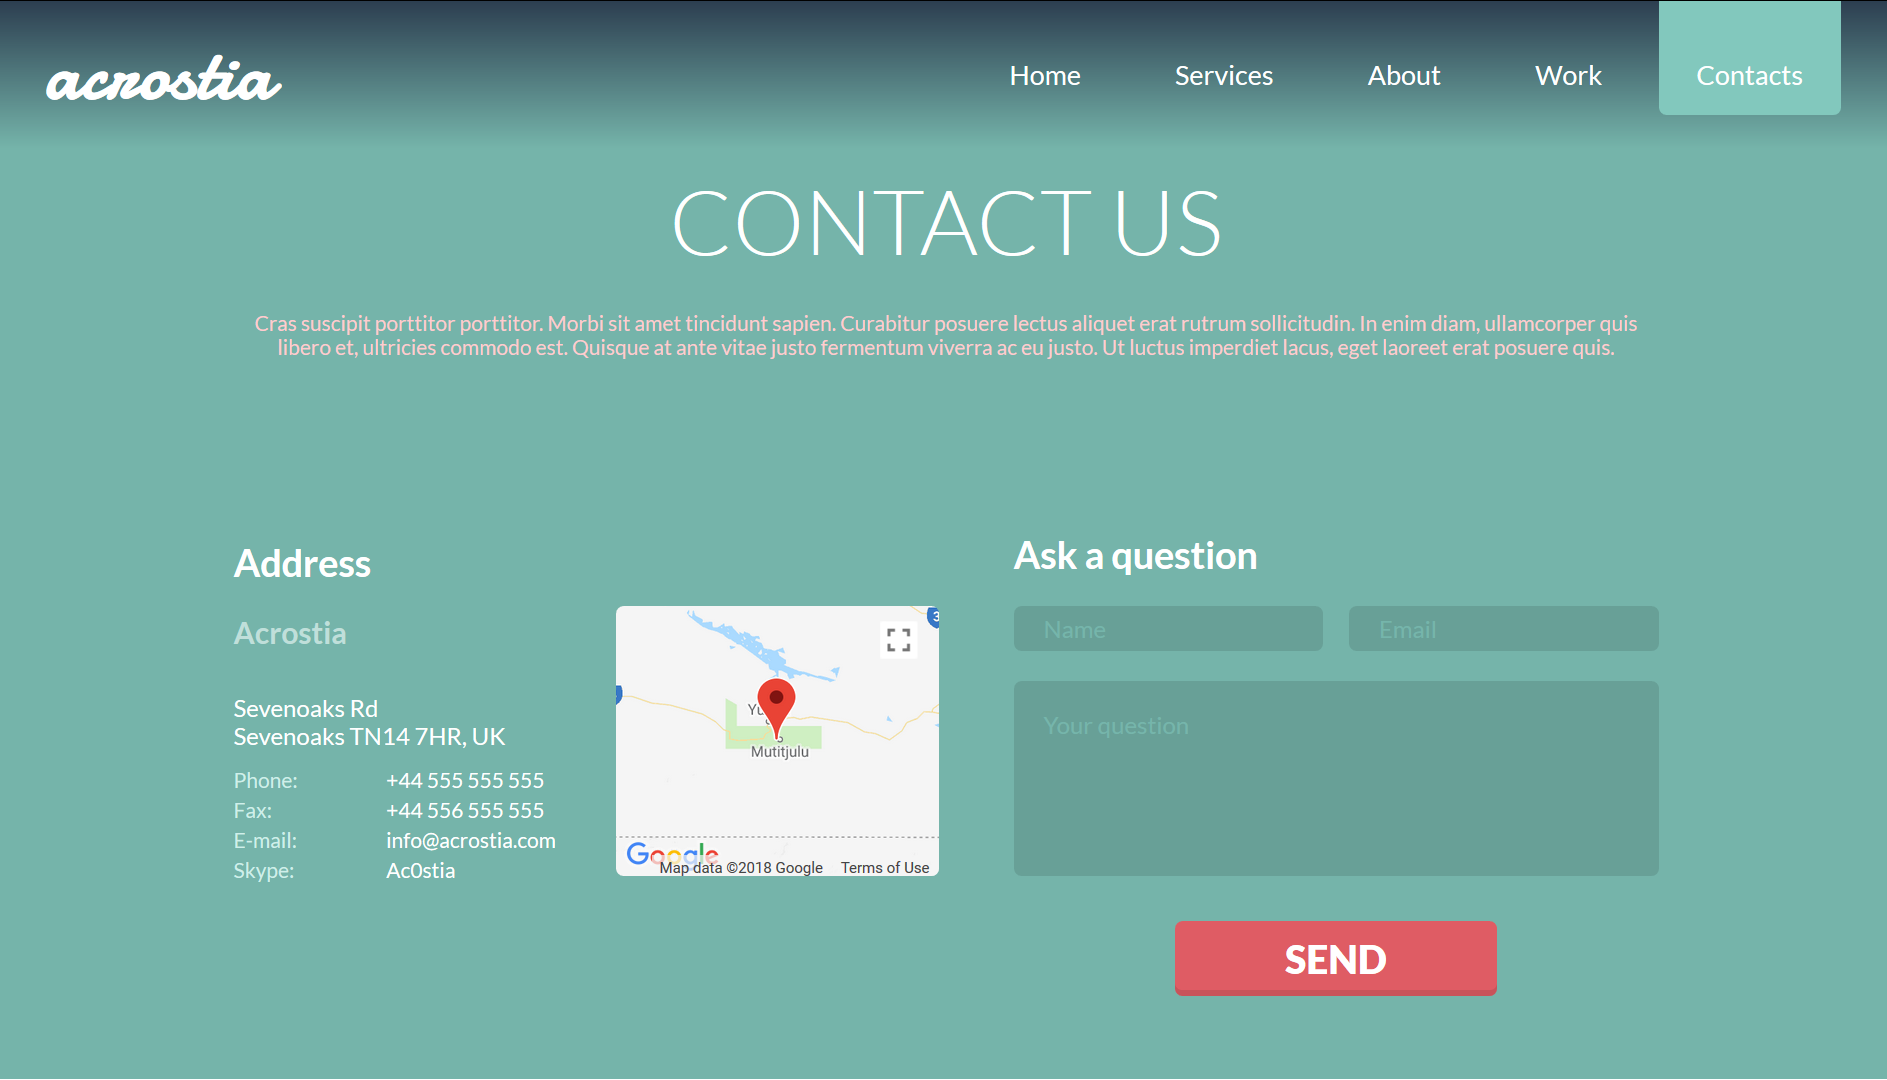 acrostia
Home Services About Work Contacts
CONTACT US
Cras suscipit porttitor porttitor. Morbi sit amet tincidunt sapien. Curabitur posuere lectus aliquet erat rutrum sollicitudin. In enim diam, ullamcorper quis
libero et, ultricies commodo est. Quisque at ante vitae justo fermentum viverra ac eu justo. Ut luctus imperdiet lacus, eget laoreet erat posuere quis.
Address
Acrostia
Sevenoaks Rd
Sevenoaks TN14 7HR, UK
Phone: +44 555 555 555
Fax: +44 556 555 555
E-mail: info@acrostia.com
Skype: Ac0stia
3
Mutitjulu
Google
Map data ©2018 Google Terms of Use
Ask a question
Name Email
Your question
SEND